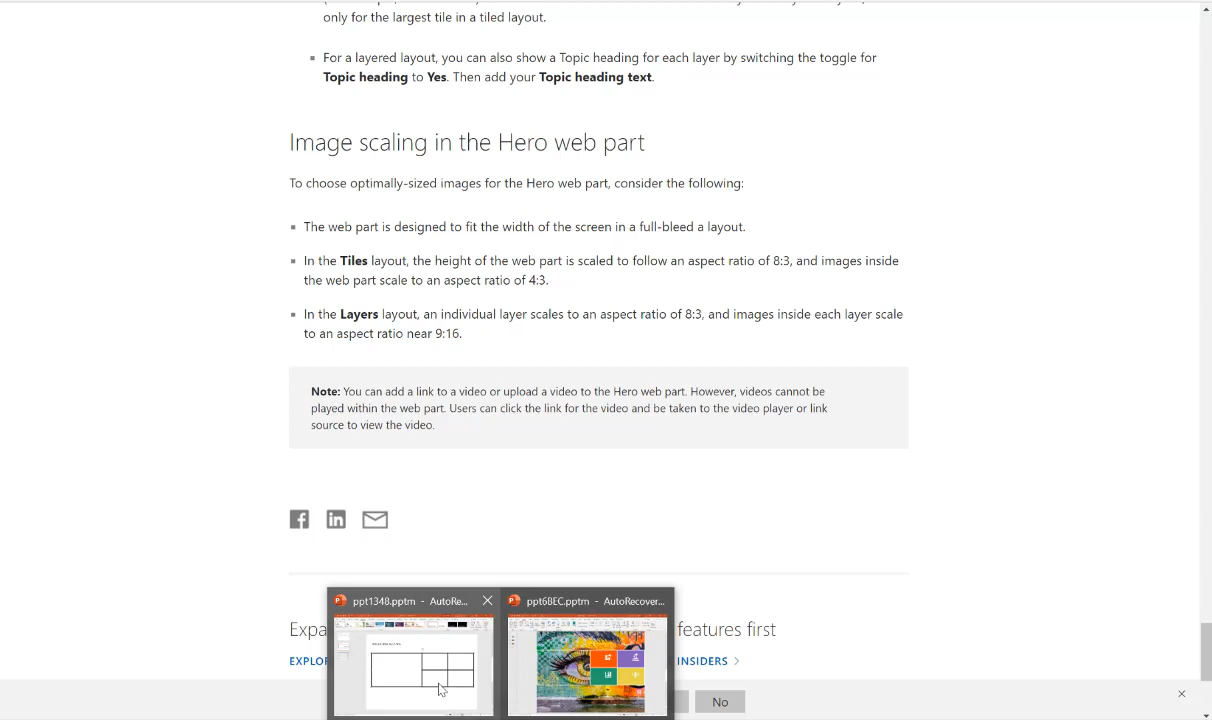 only for the largest tile in a tiled layout.
▪ For a layered layout, you can also show a Topic heading for each layer by switching the toggle for
Topic heading to Yes. Then add your Topic heading text.
Image scaling in the Hero web part
To choose optimally-sized images for the Hero web part, consider the following:
▪ The web part is designed to fit the width of the screen in a full-bleed a layout.
▪ In the Tiles layout, the height of the web part is scaled to follow an aspect ratio of 8:3, and images inside
the web part scale to an aspect ratio of 4:3.
▪ In the Layers layout, an individual layer scales to an aspect ratio of 8:3, and images inside each layer scale
to an aspect ratio near 9:16.
Note: You can add a link to a video or upload a video to the Hero web part. However, videos cannot be
played within the web part. Users can click the link for the video and be taken to the video player or link
source to view the video.
ppt1348.pptm - AutoRe...
ppt68EC.pptm - AutoRecover...
Expa
features first
EXPLOR
INSIDERS >
No